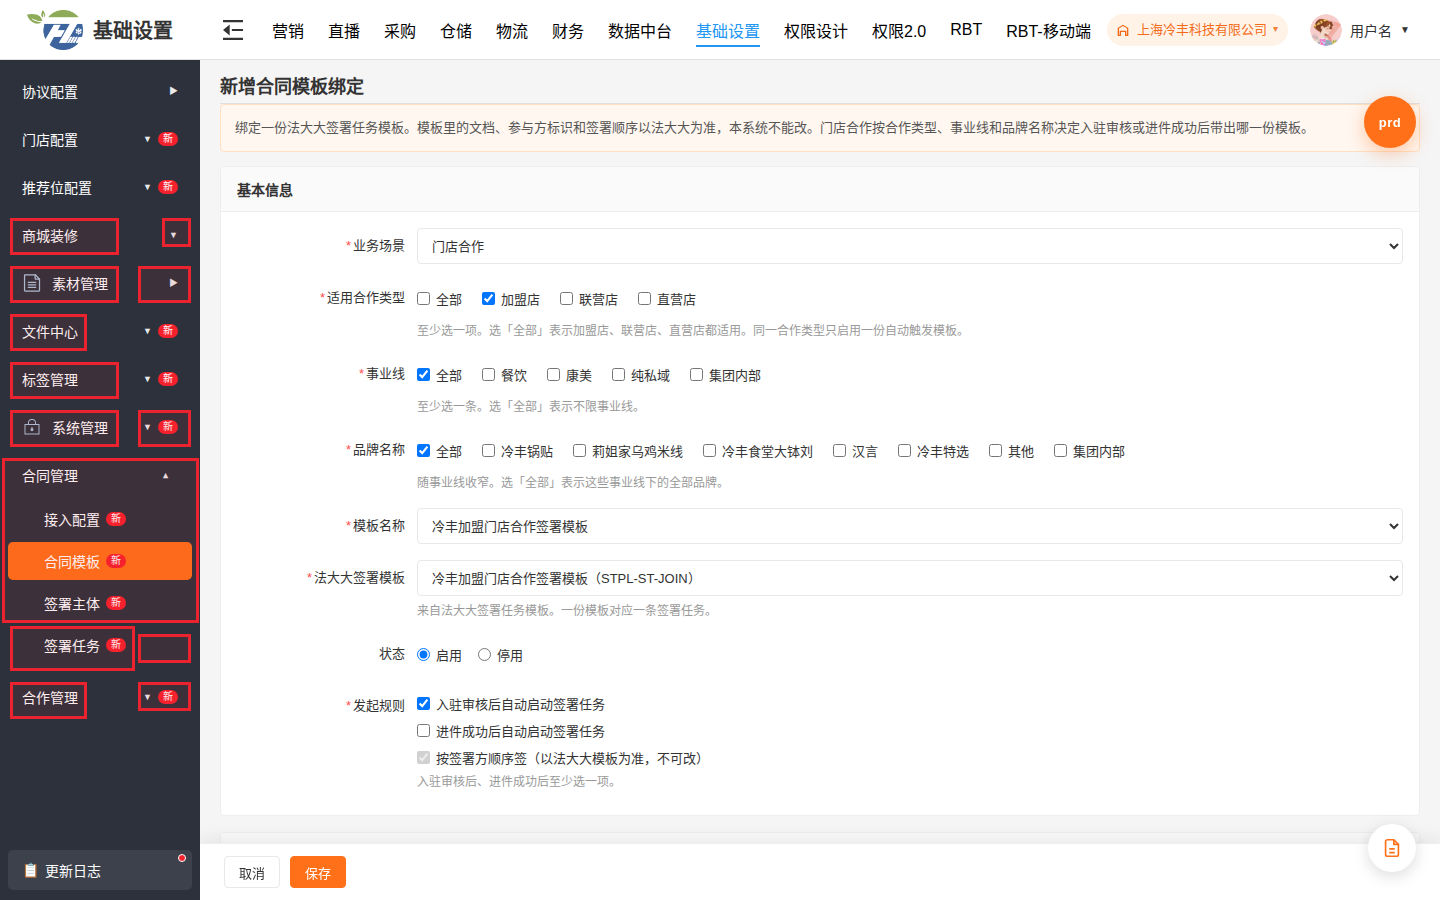 基础设置
营销 直播 采购 仓储 物流 财务 数据中台 基础设置 权限设计 权限2.0 RBT RBT-移动端 上海冷丰科技有限公司 ▾ 用户名 ▼
协议配置 ▶
门店配置 ▼ 新
推荐位配置 ▼ 新
商城装修 ▼
素材管理 ▶
文件中心 ▼ 新
标签管理 ▼ 新
系统管理 ▼ 新
合同管理 ▲
接入配置 新
合同模板 新
签署主体 新
签署任务 新
合作管理 ▼ 新
更新日志
新增合同模板绑定
绑定一份法大大签署任务模板。模板里的文档、参与方标识和签署顺序以法大大为准，本系统不能改。门店合作按合作类型、事业线和品牌名称决定入驻审核或进件成功后带出哪一份模板。
prd
基本信息
*业务场景 门店合作
*适用合作类型 全部 加盟店 联营店 直营店
至少选一项。选「全部」表示加盟店、联营店、直营店都适用。同一合作类型只启用一份自动触发模板。
*事业线 全部 餐饮 康美 纯私域 集团内部
至少选一条。选「全部」表示不限事业线。
*品牌名称 全部 冷丰锅贴 莉姐家乌鸡米线 冷丰食堂大钵刘 汉言 冷丰特选 其他 集团内部
随事业线收窄。选「全部」表示这些事业线下的全部品牌。
*模板名称 冷丰加盟门店合作签署模板
*法大大签署模板 冷丰加盟门店合作签署模板（STPL-ST-JOIN）
来自法大大签署任务模板。一份模板对应一条签署任务。
状态 启用 停用
*发起规则 入驻审核后自动启动签署任务
进件成功后自动启动签署任务
按签署方顺序签（以法大大模板为准，不可改）
入驻审核后、进件成功后至少选一项。
取消 保存